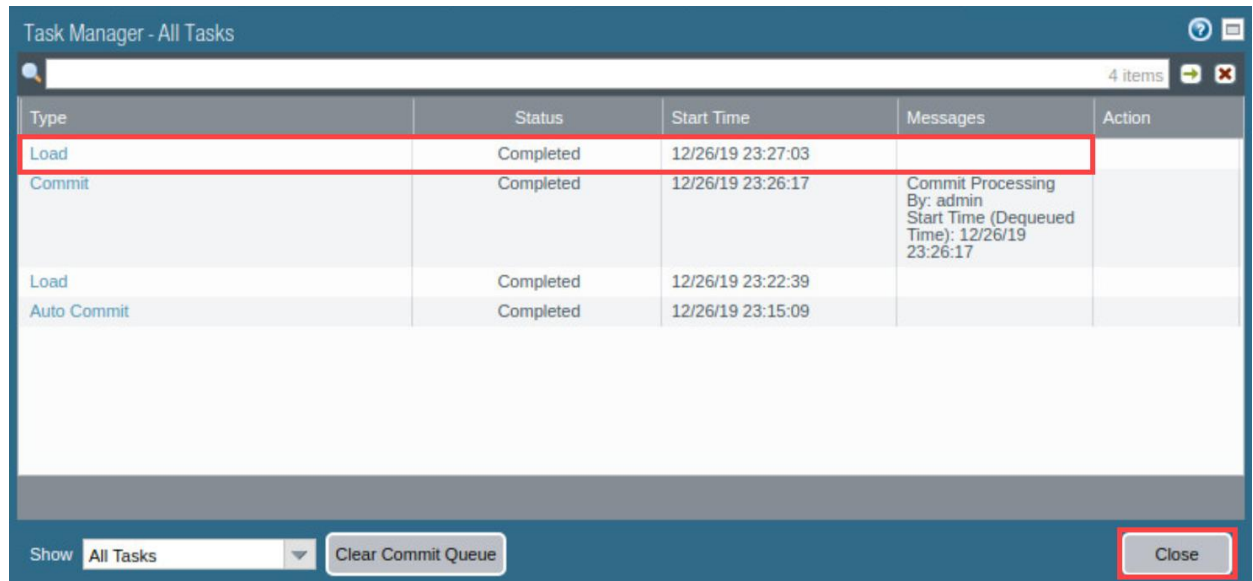 Task Manager - All Tasks
4 items
Type Status Start Time Messages Action
Load Completed 12/26/19 23:27:03
Commit Completed 12/26/19 23:26:17 Commit Processing
By: admin
Start Time (Dequeued
Time): 12/26/19
23:26:17
Load Completed 12/26/19 23:22:39
Auto Commit Completed 12/26/19 23:15:09
Show All Tasks Clear Commit Queue Close